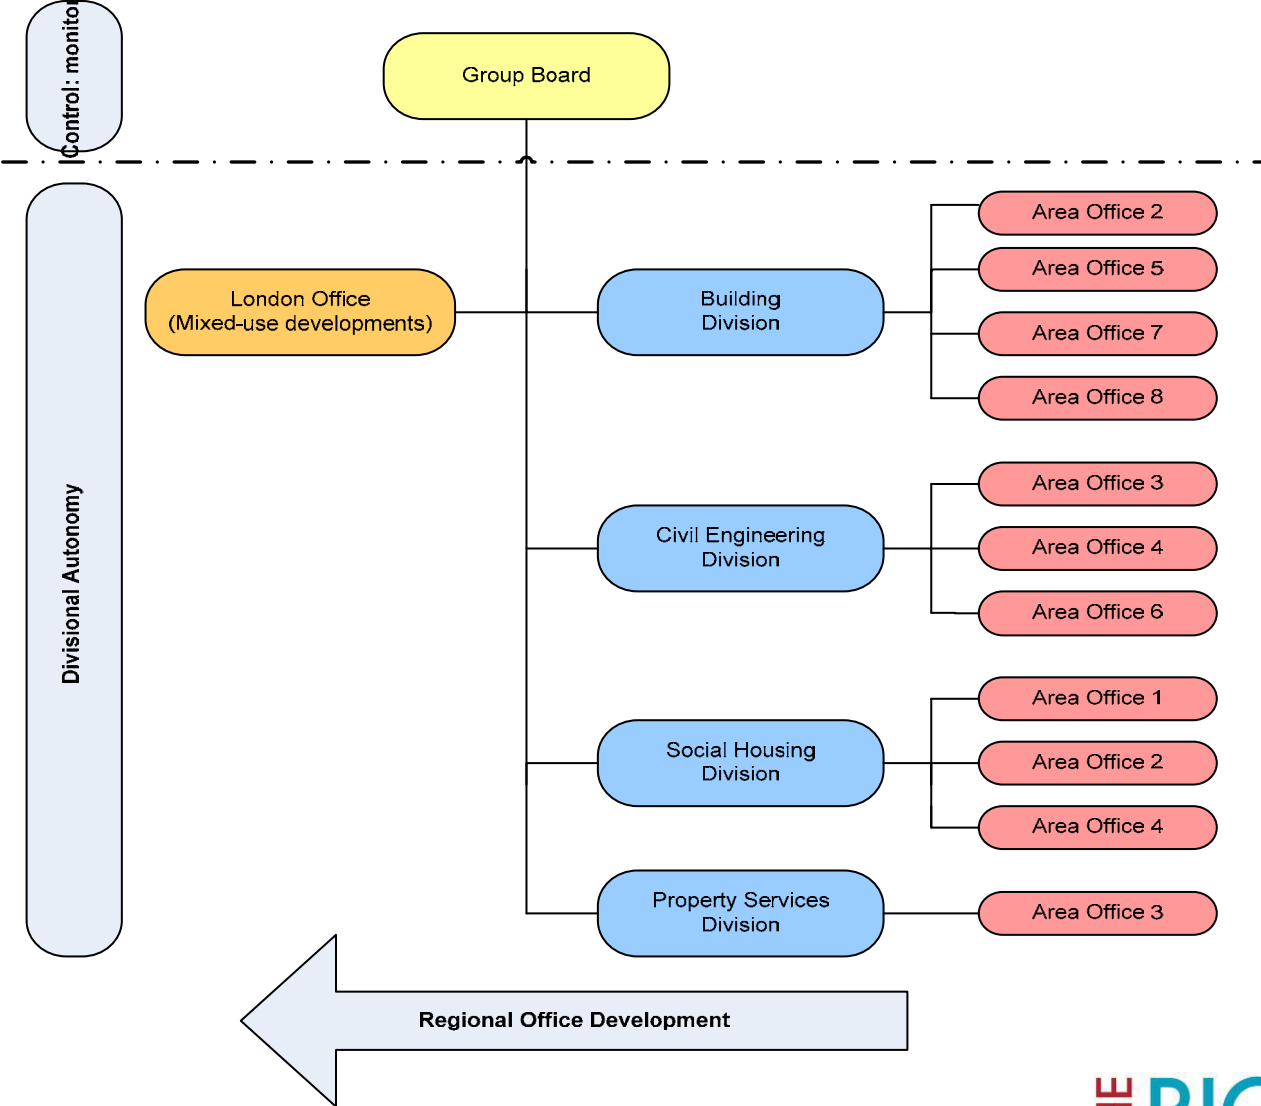 Control: monitor
Group Board
Divisional Autonomy
London Office
(Mixed-use developments)
Building
Division
Area Office 2
Area Office 5
Area Office 7
Area Office 8
Civil Engineering
Division
Area Office 3
Area Office 4
Area Office 6
Social Housing
Division
Area Office 1
Area Office 2
Area Office 4
Property Services
Division
Area Office 3
Regional Office Development